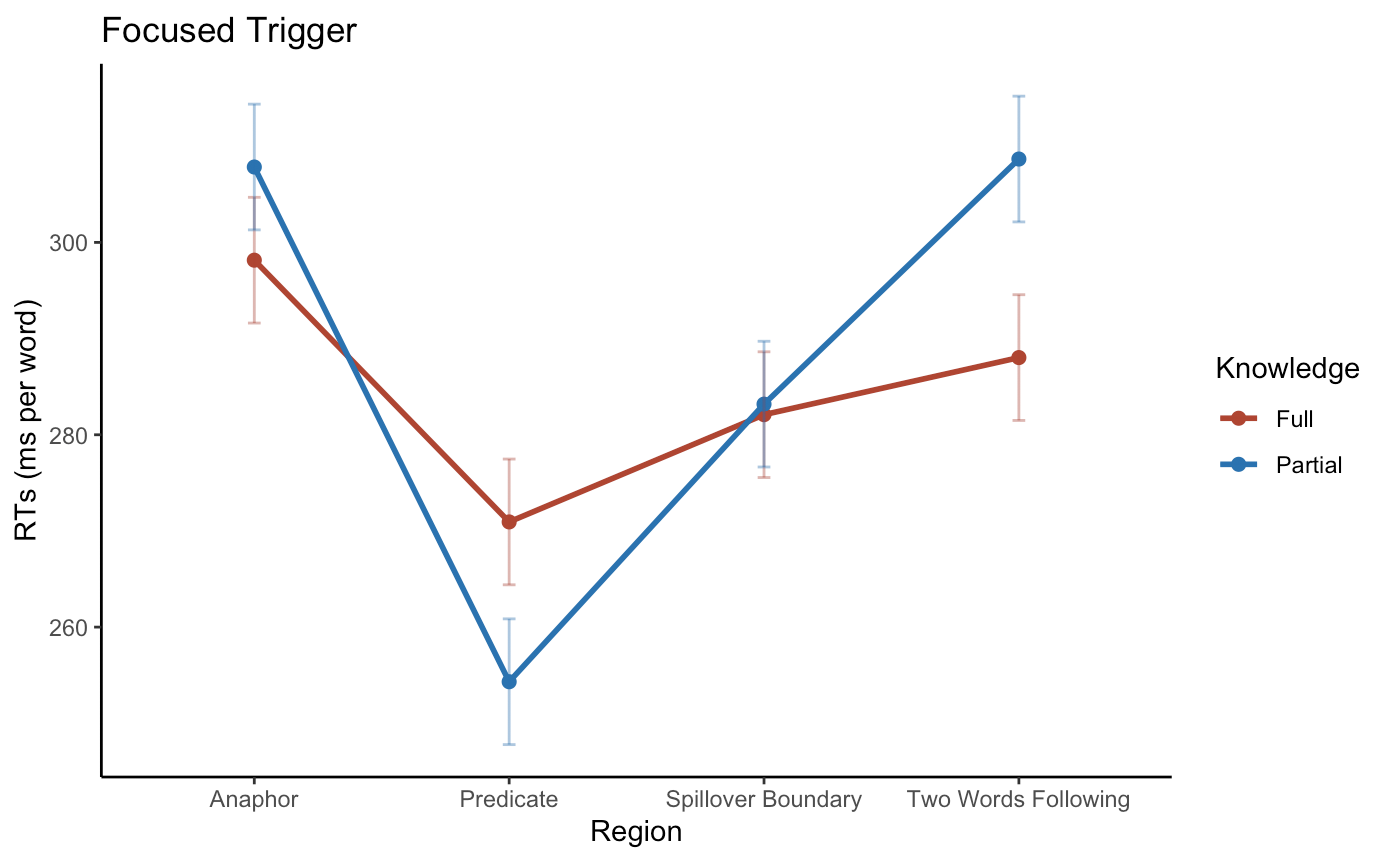 Focused Trigger
RTs (ms per word)
300
280
260
Anaphor Predicate Spillover Boundary Two Words Following
Region
Knowledge
Full
Partial